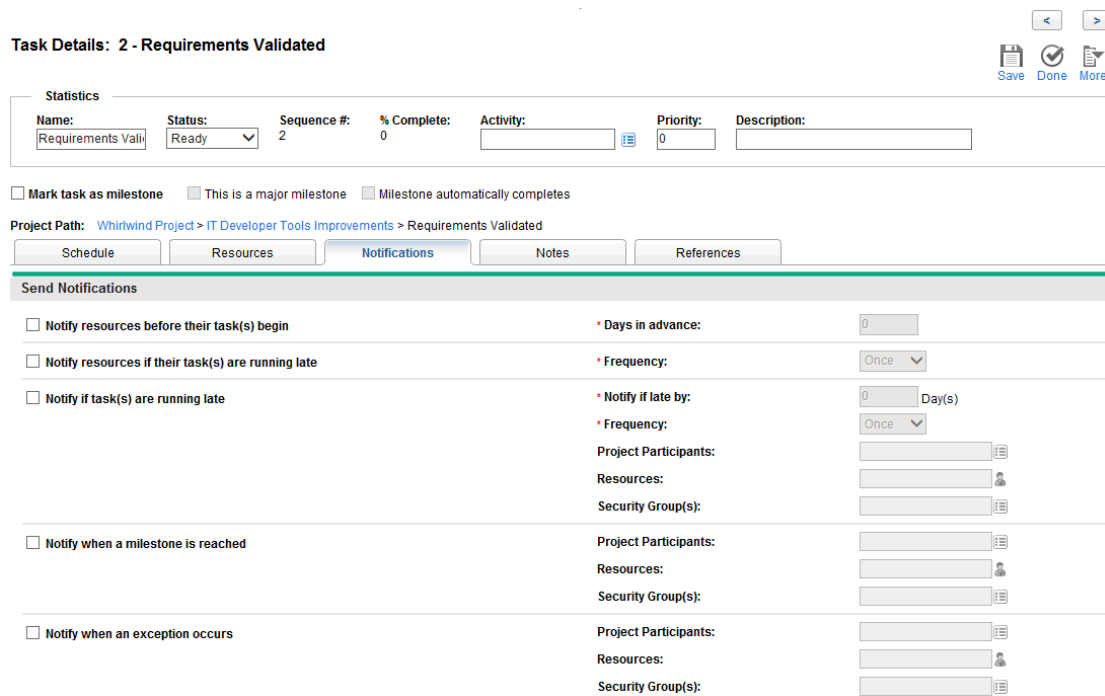 < >
Task Details: 2 - Requirements Validated
Save Done More
Statistics
Name: Status: Sequence #: % Complete: Activity: Priority: Description:
Requirements Vali Ready 2 0 0
Mark task as milestone This is a major milestone Milestone automatically completes
Project Path: Whirlwind Project > IT Developer Tools Improvements > Requirements Validated
Schedule Resources Notifications Notes References
Send Notifications
Notify resources before their task(s) begin * Days in advance: 0
Notify resources if their task(s) are running late * Frequency: Once
Notify if task(s) are running late * Notify if late by: 0 Day(s)
* Frequency: Once
Project Participants:
Resources:
Security Group(s):
Notify when a milestone is reached Project Participants:
Resources:
Security Group(s):
Notify when an exception occurs Project Participants:
Resources:
Security Group(s):